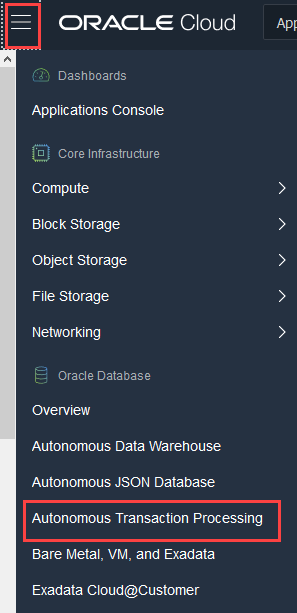 ORACLE Cloud
App
Dashboards
Applications Console
Core Infrastructure
Compute
Block Storage
Object Storage
File Storage
Networking
Oracle Database
Overview
Autonomous Data Warehouse
Autonomous JSON Database
Autonomous Transaction Processing
Bare Metal, VM, and Exadata
Exadata Cloud@Customer